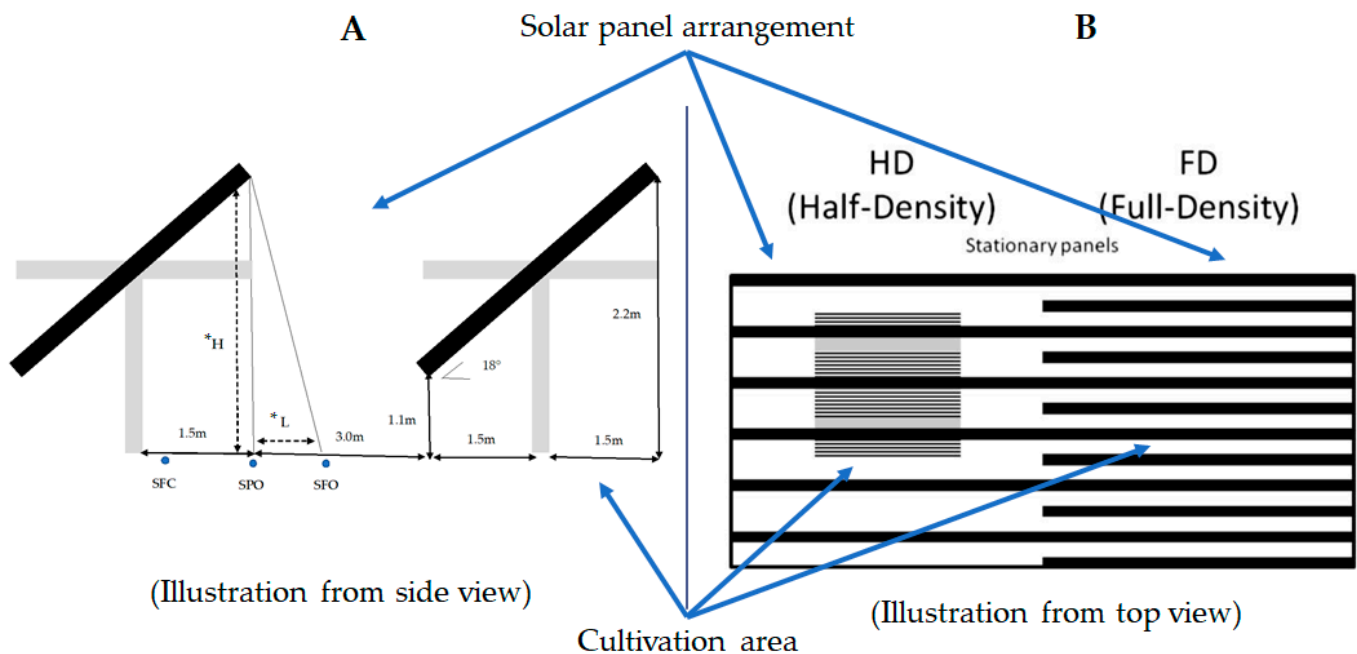 A
Solar panel arrangement
B
HD
(Half-Density)
FD
(Full-Density)
Stationary panels
*H
2.2m
18°
*L
1.5m
3.0m
1.1m
1.5m
1.5m
SFC
SPO
SFO
(Illustration from side view)
(Illustration from top view)
Cultivation area